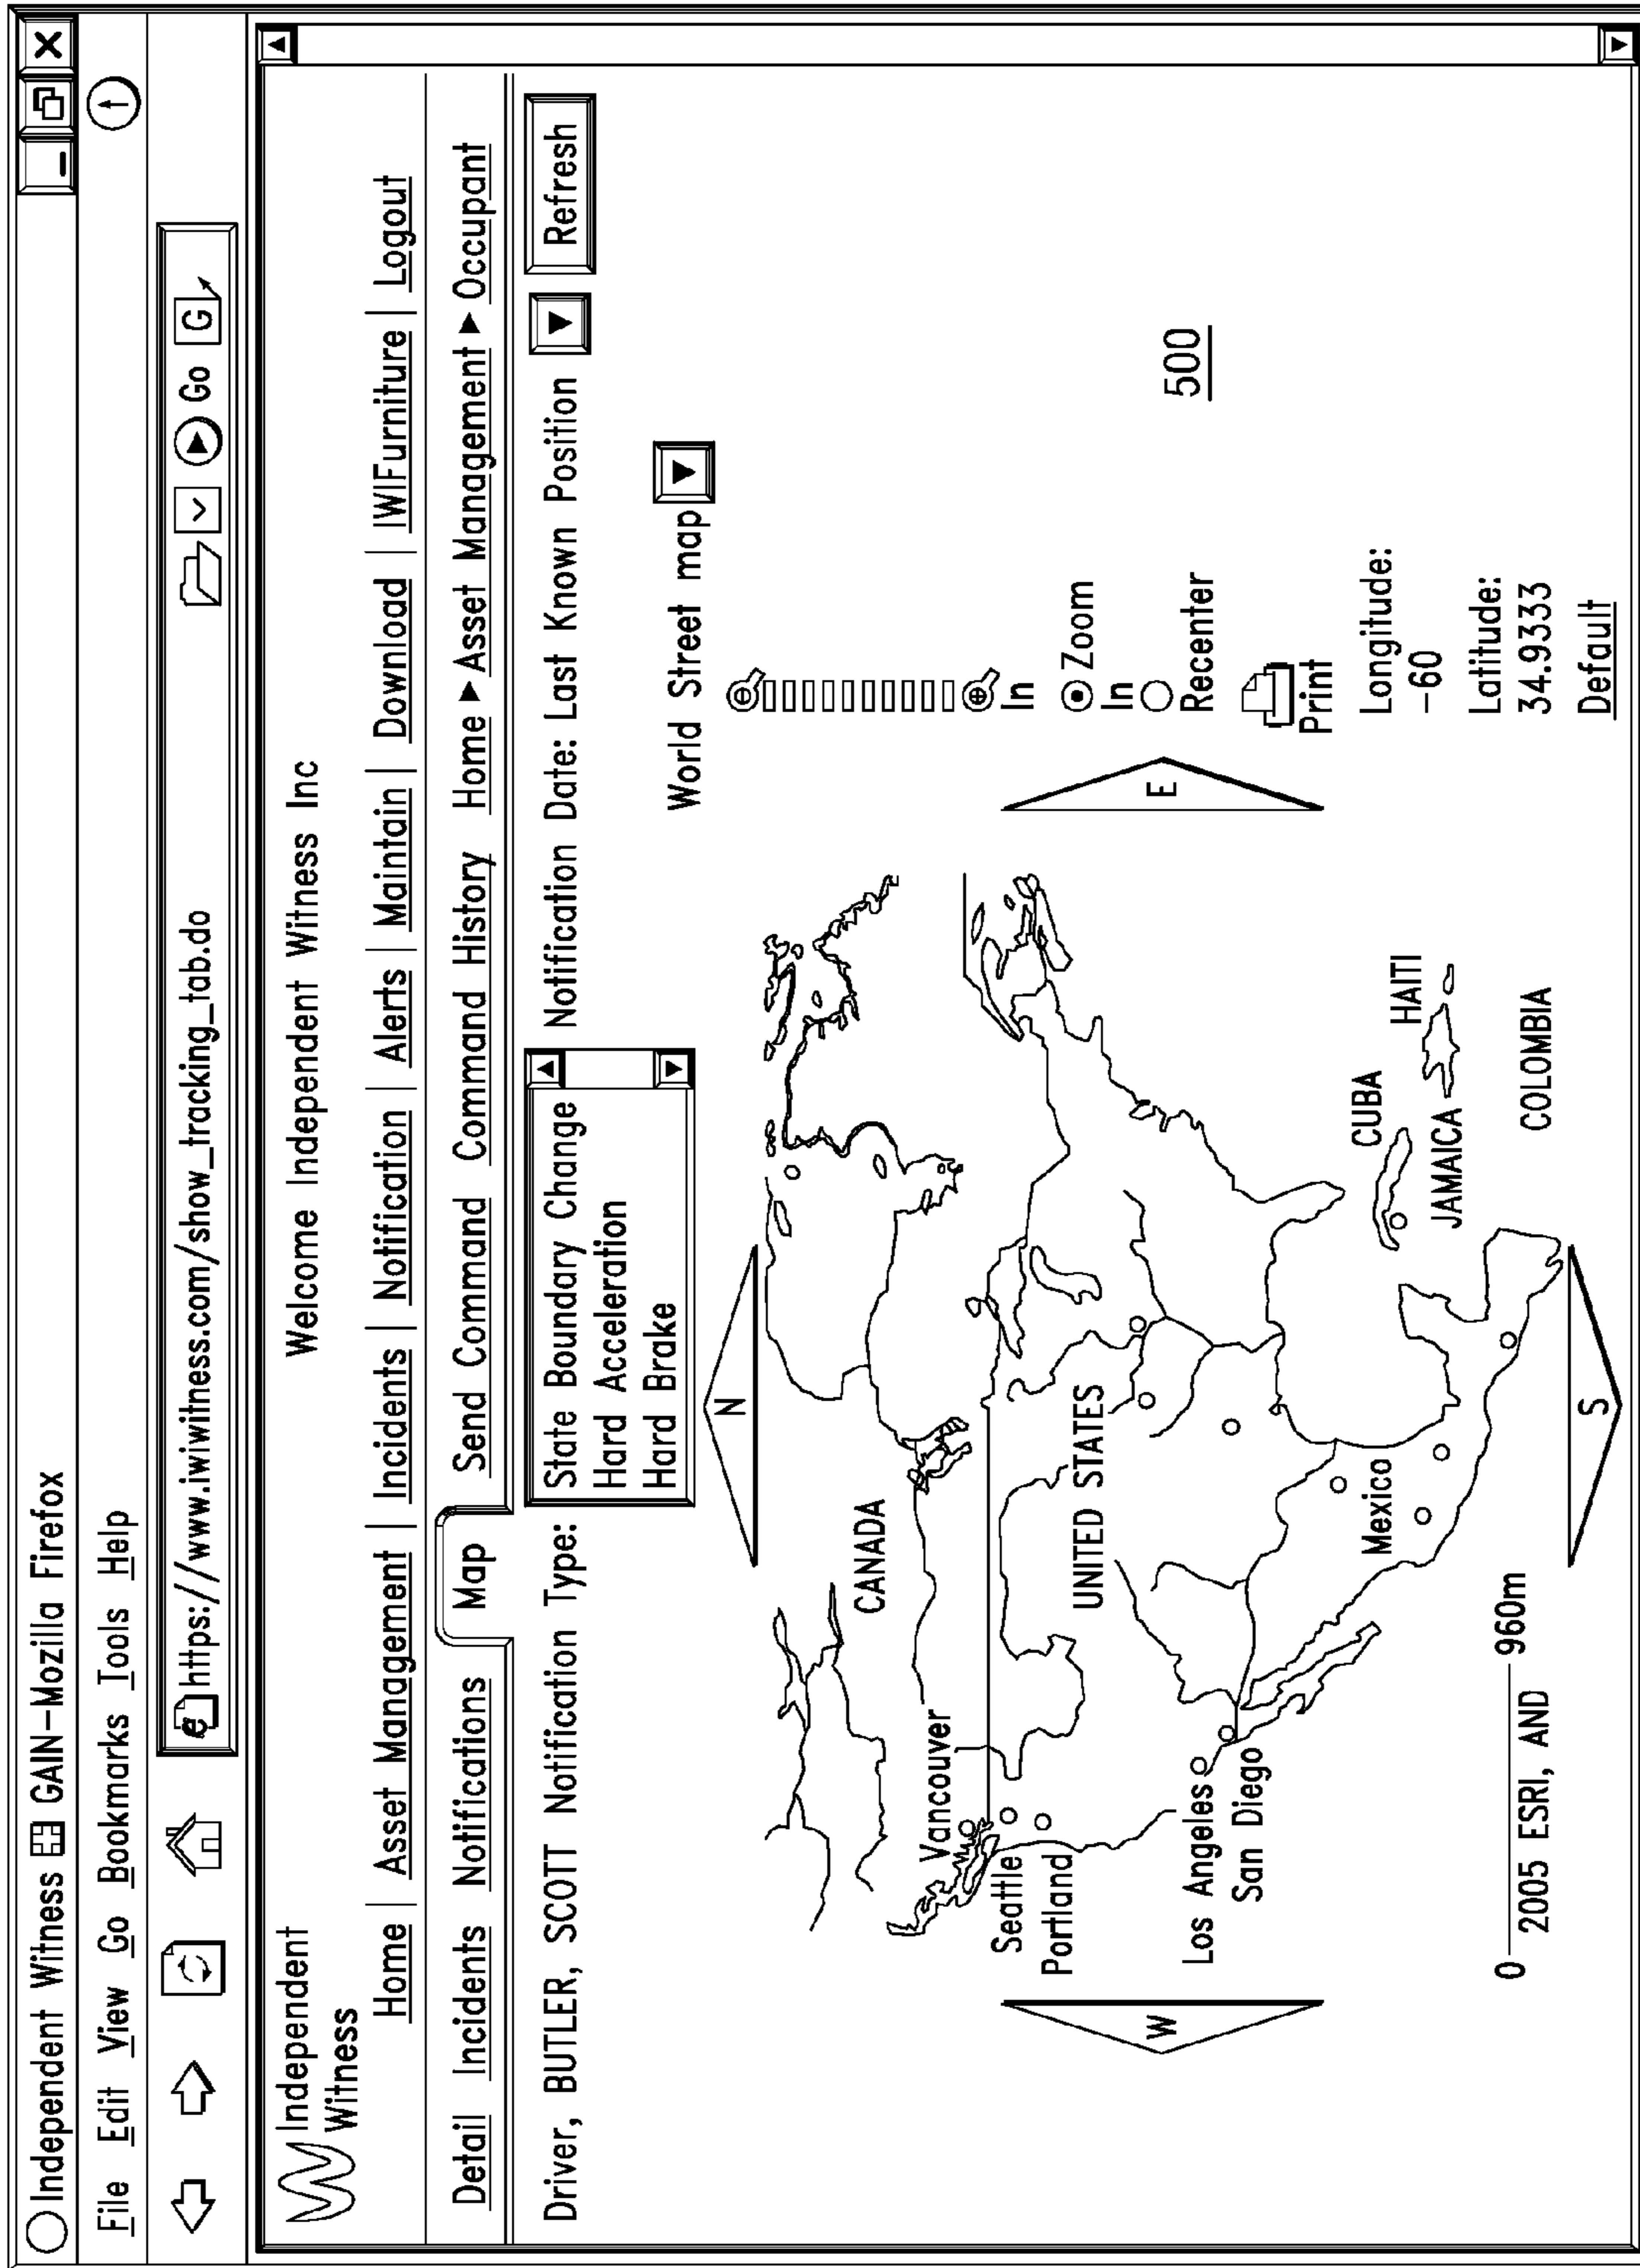 Independent Witness GAIN-Mozilla Firefox
File Edit View Go Bookmarks Tools Help
https://ww.iwiwitness.com/show_tracking_tab.do
Go G
Independent
Witness
Welcome Independent Witness Inc
Home | Asset Management | Incidents | Notification | Alerts | Maintain | Download | IWIFurniture | Logout
Detail Incidents Notifications Map Send Command Command History Home ▶ Asset Management ▶ Occupant
Driver, BUTLER, SCOTT Notification Type: State Boundary Change Notification Date: Last Known Position Refresh
Hard Acceleration
Hard Brake
World Street map
N
CANADA
Vancouver
Seattle
Portland
UNITED STATES
Los Angeles
San Diego
Mexico
CUBA
HAITI
JAMAICA
COLOMBIA
W
E
S
0 960m
2005 ESRI, AND
In
Zoom
In
Recenter
Print
Longitude:
-60
Latitude:
34.9333
Default
500